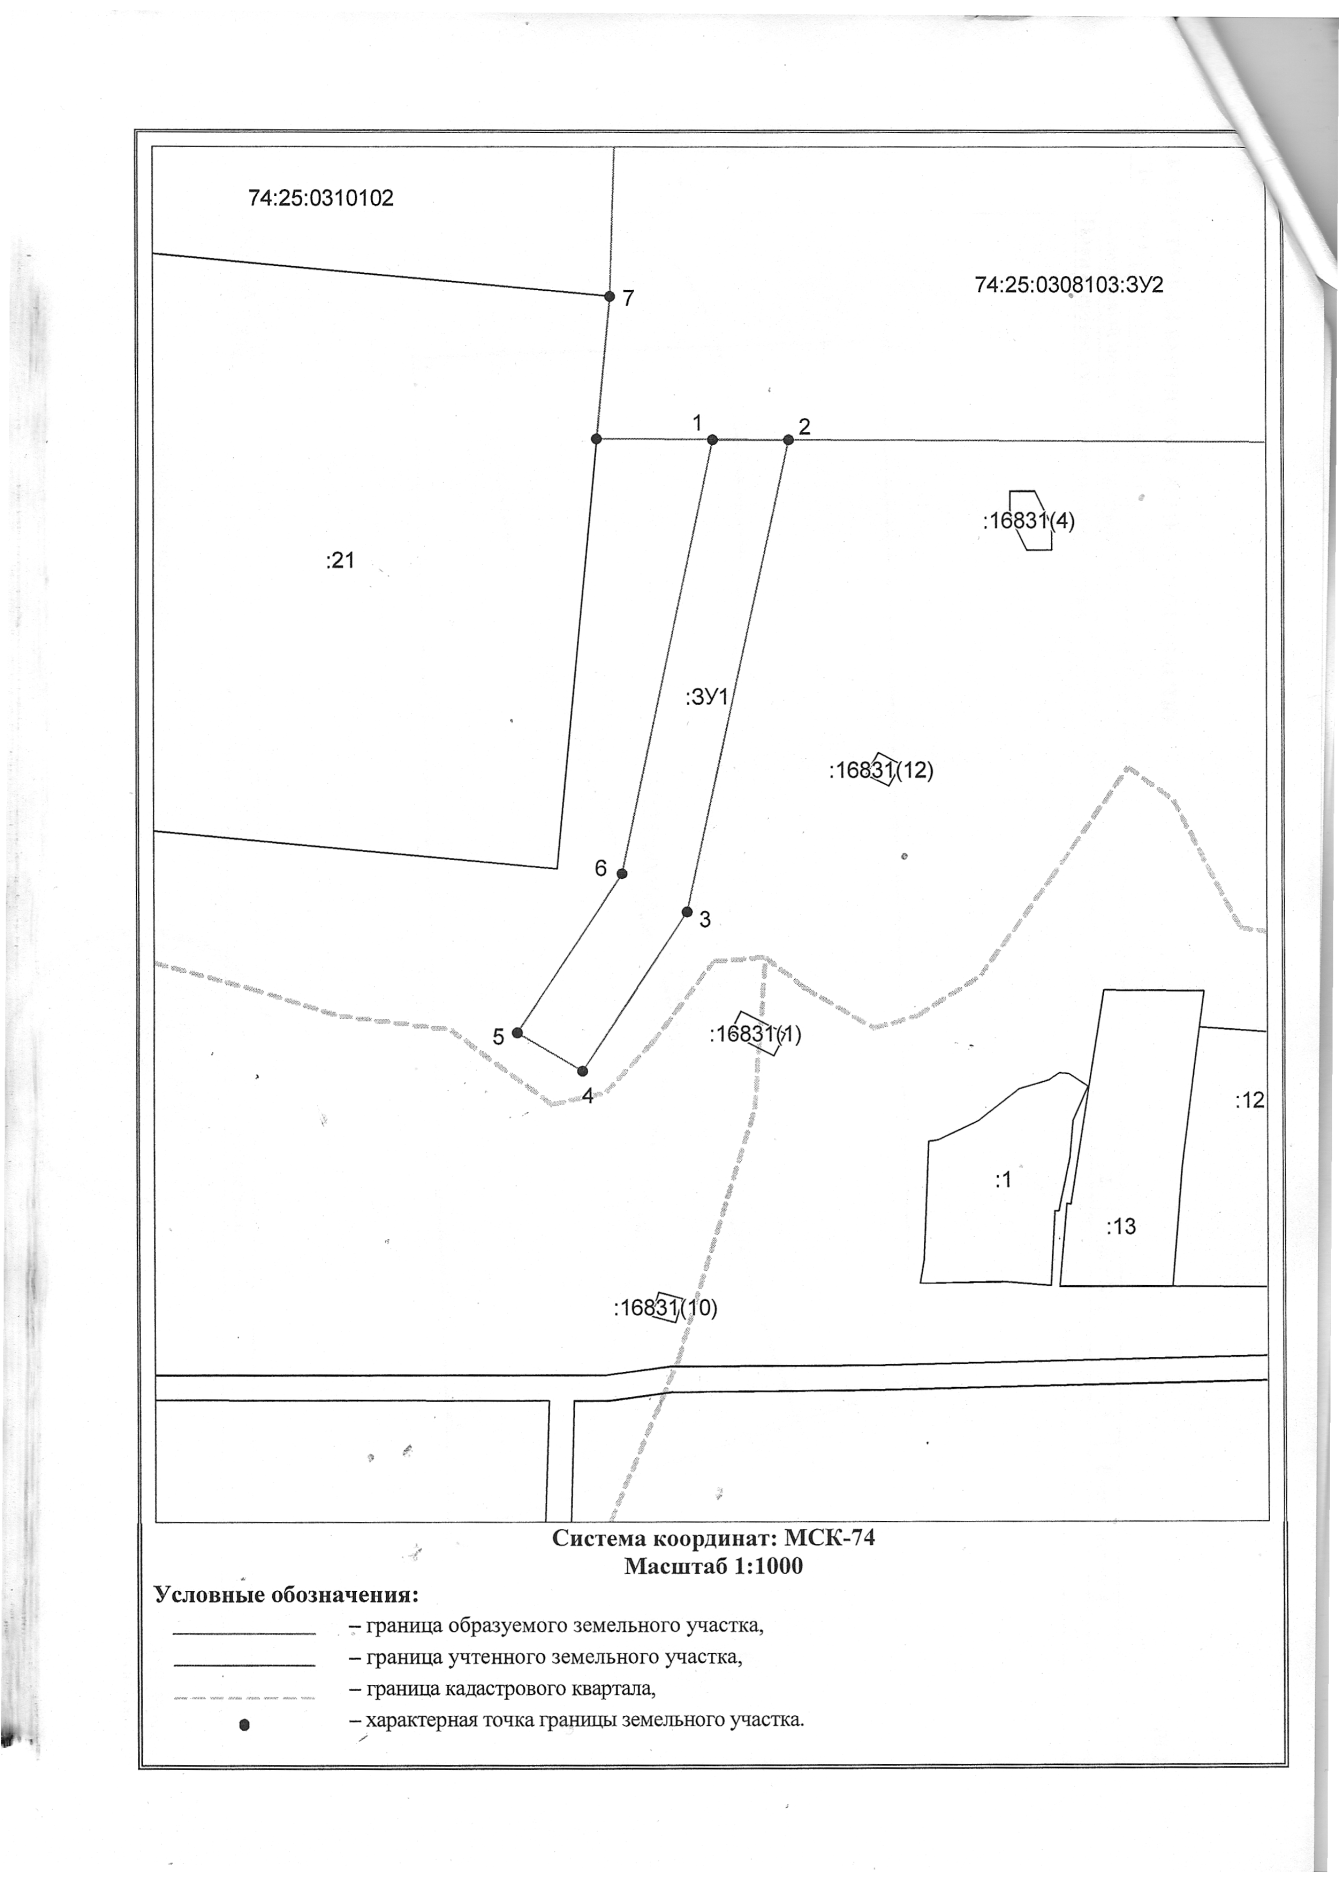 74:25:0310102
74:25:0308103:ЗУ2
7
1
2
:16831(4)
:21
:ЗУ1
:16831(12)
6
3
5
:16831(1)
4
:12
:1
:13
:16831(10)
Система координат: МСК-74
Масштаб 1:1000
Условные обозначения:
– граница образуемого земельного участка,
– граница учтенного земельного участка,
– граница кадастрового квартала,
– характерная точка границы земельного участка.